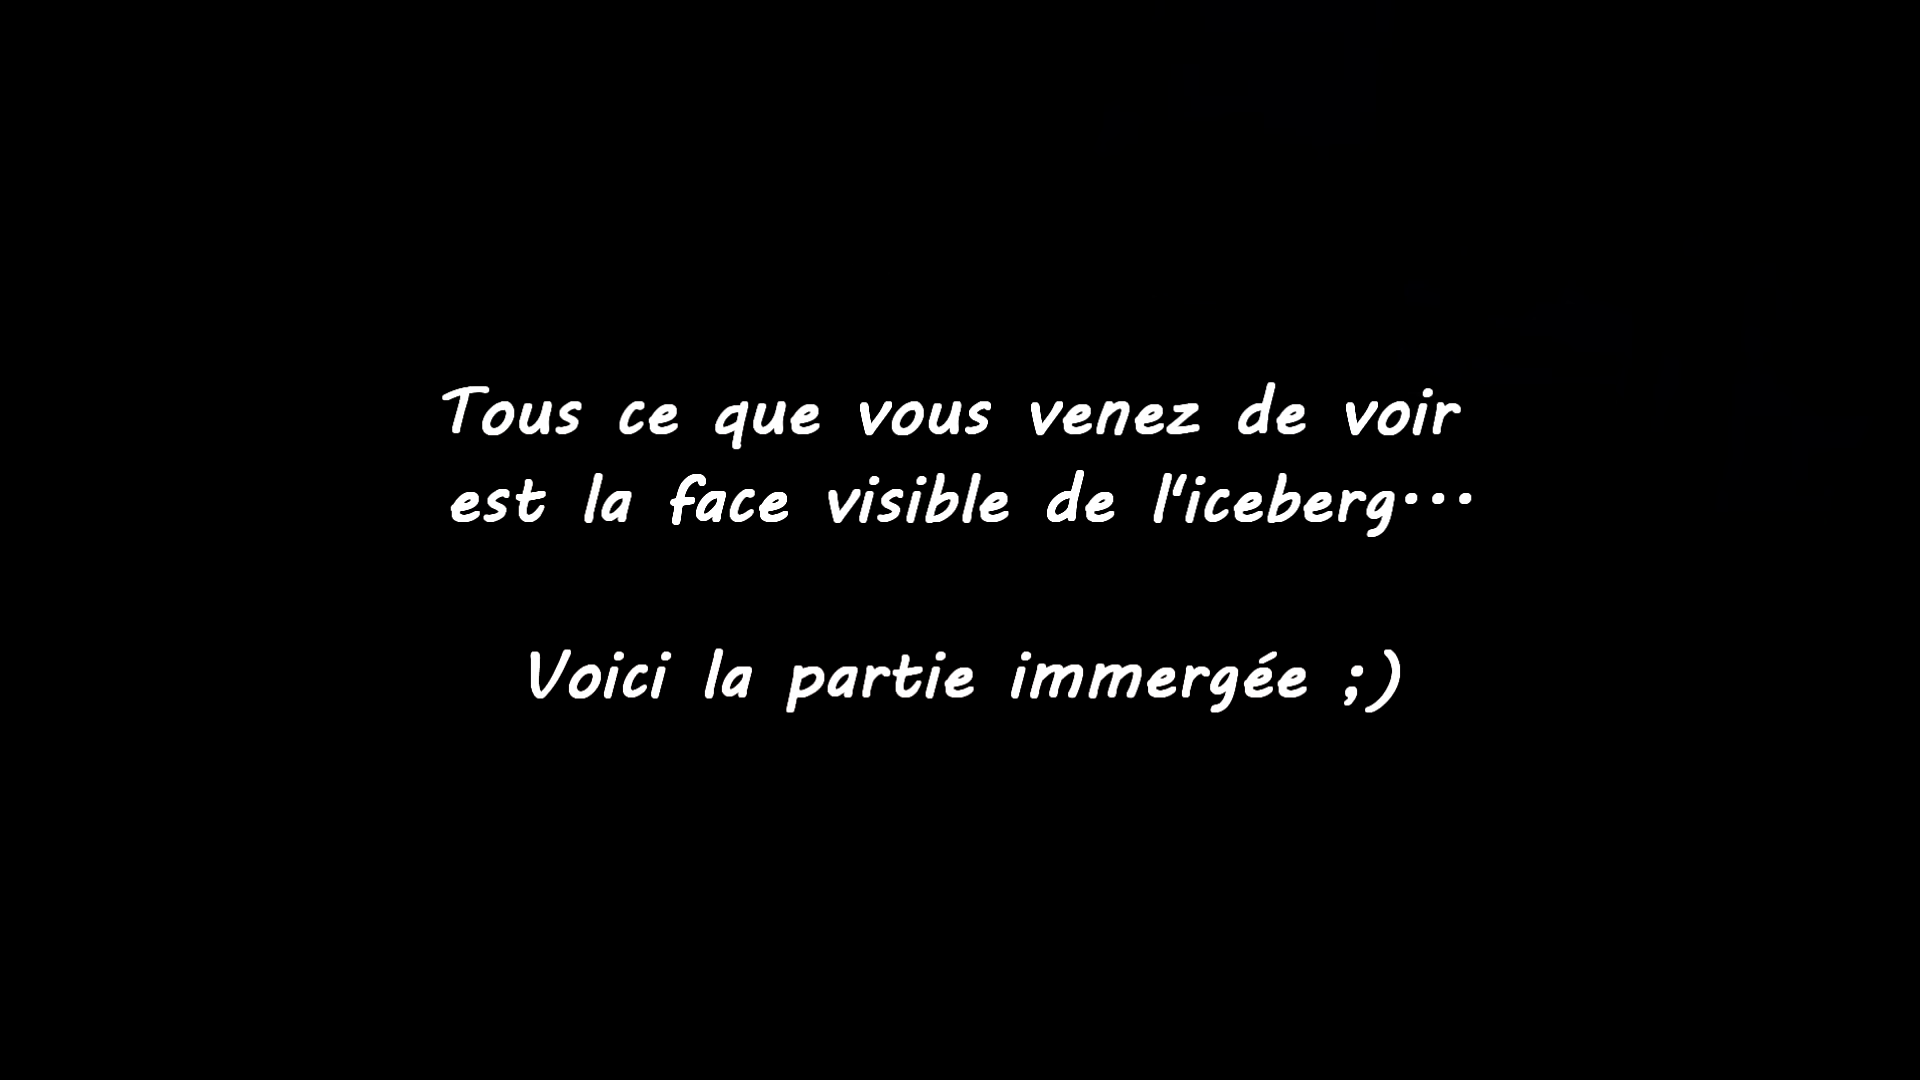 Tous ce que vous venez de voir
est la face visible de l'iceberg...
Voici la partie immergée ;)